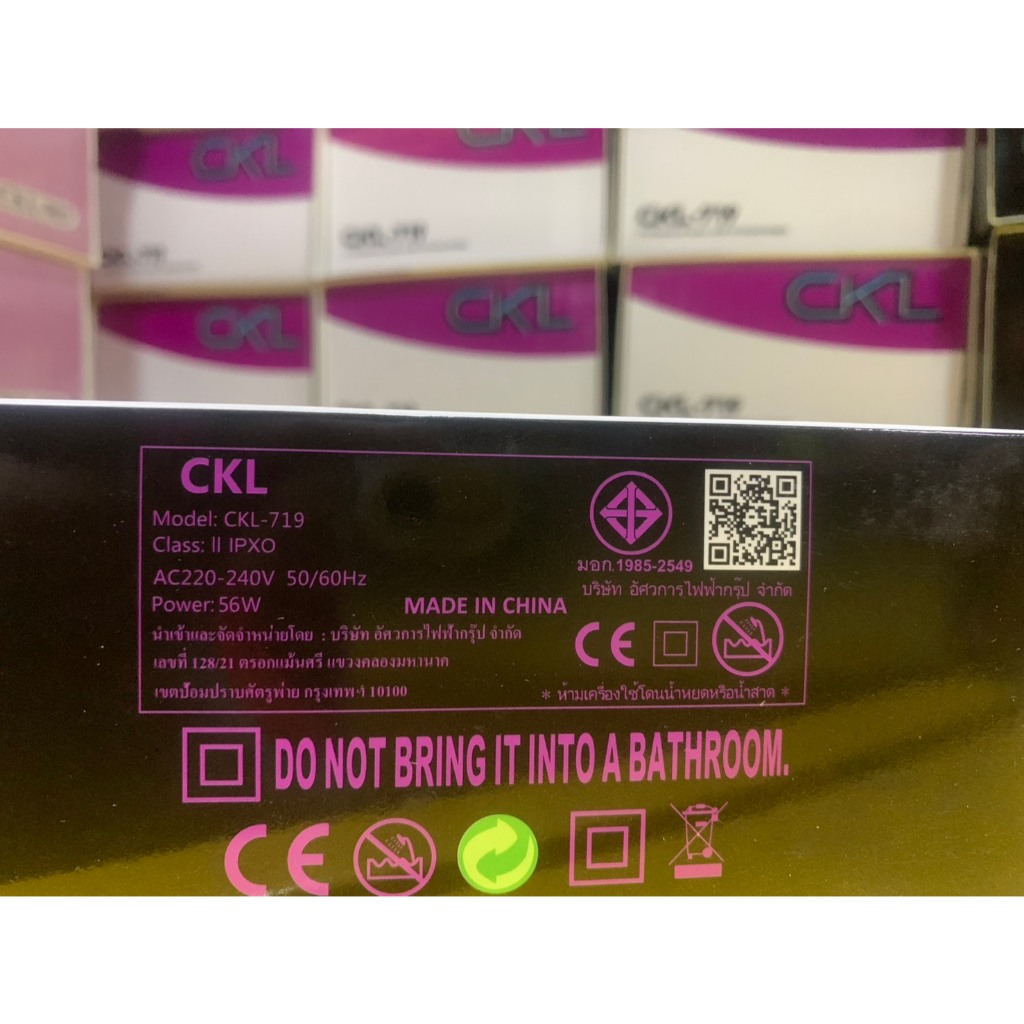 CKL
CKL
CKL
CKL-719
CKL-719
CKL
CKL
CKL
CKL-719
CKL
Model: CKL-719
Class: II IPXO
AC220-240V 50/60Hz
Power: 56W
MADE IN CHINA
นำเข้าและจัดจำหน่ายโดย : บริษัท อัศวการไฟฟ้ากรุ๊ป จำกัด
เลขที่ 128/21 ตรอกแม้นศรี แขวงคลองมหานาค
เขตป้อมปราบศัตรูพ่าย กรุงเทพฯ 10100
มอก.1985-2549
บริษัท อัศวการไฟฟ้ากรุ๊ป จำกัด
CE
* ห้ามเครื่องใช้โดนน้ำหยดหรือน้ำสาด *
DO NOT BRING IT INTO A BATHROOM.
CE